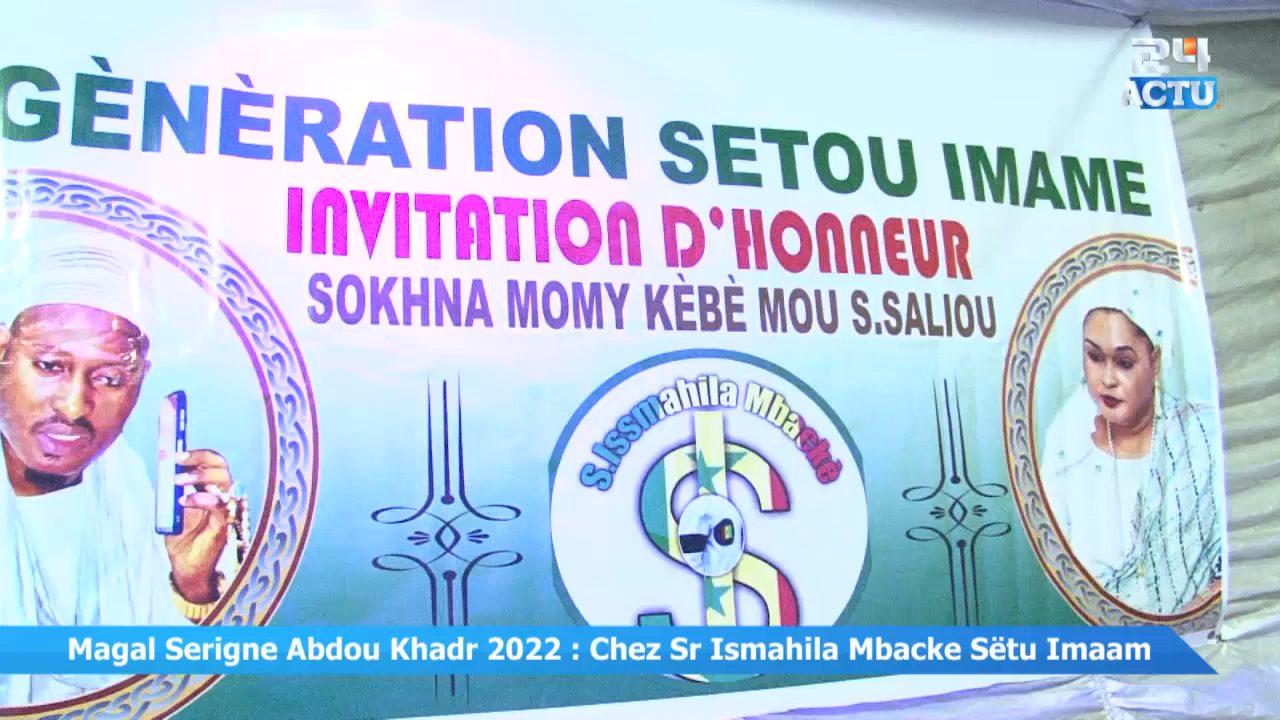 24
ACTU
GÈNÈRATION SETOU IMAME
INVITATION D'HONNEUR
SOKHNA MOMY KÈBÈ MOU S.SALIOU
S.Issmahila Mbackè
Magal Serigne Abdou Khadr 2022 : Chez Sr Ismahila Mbacke Sëtu Imaam